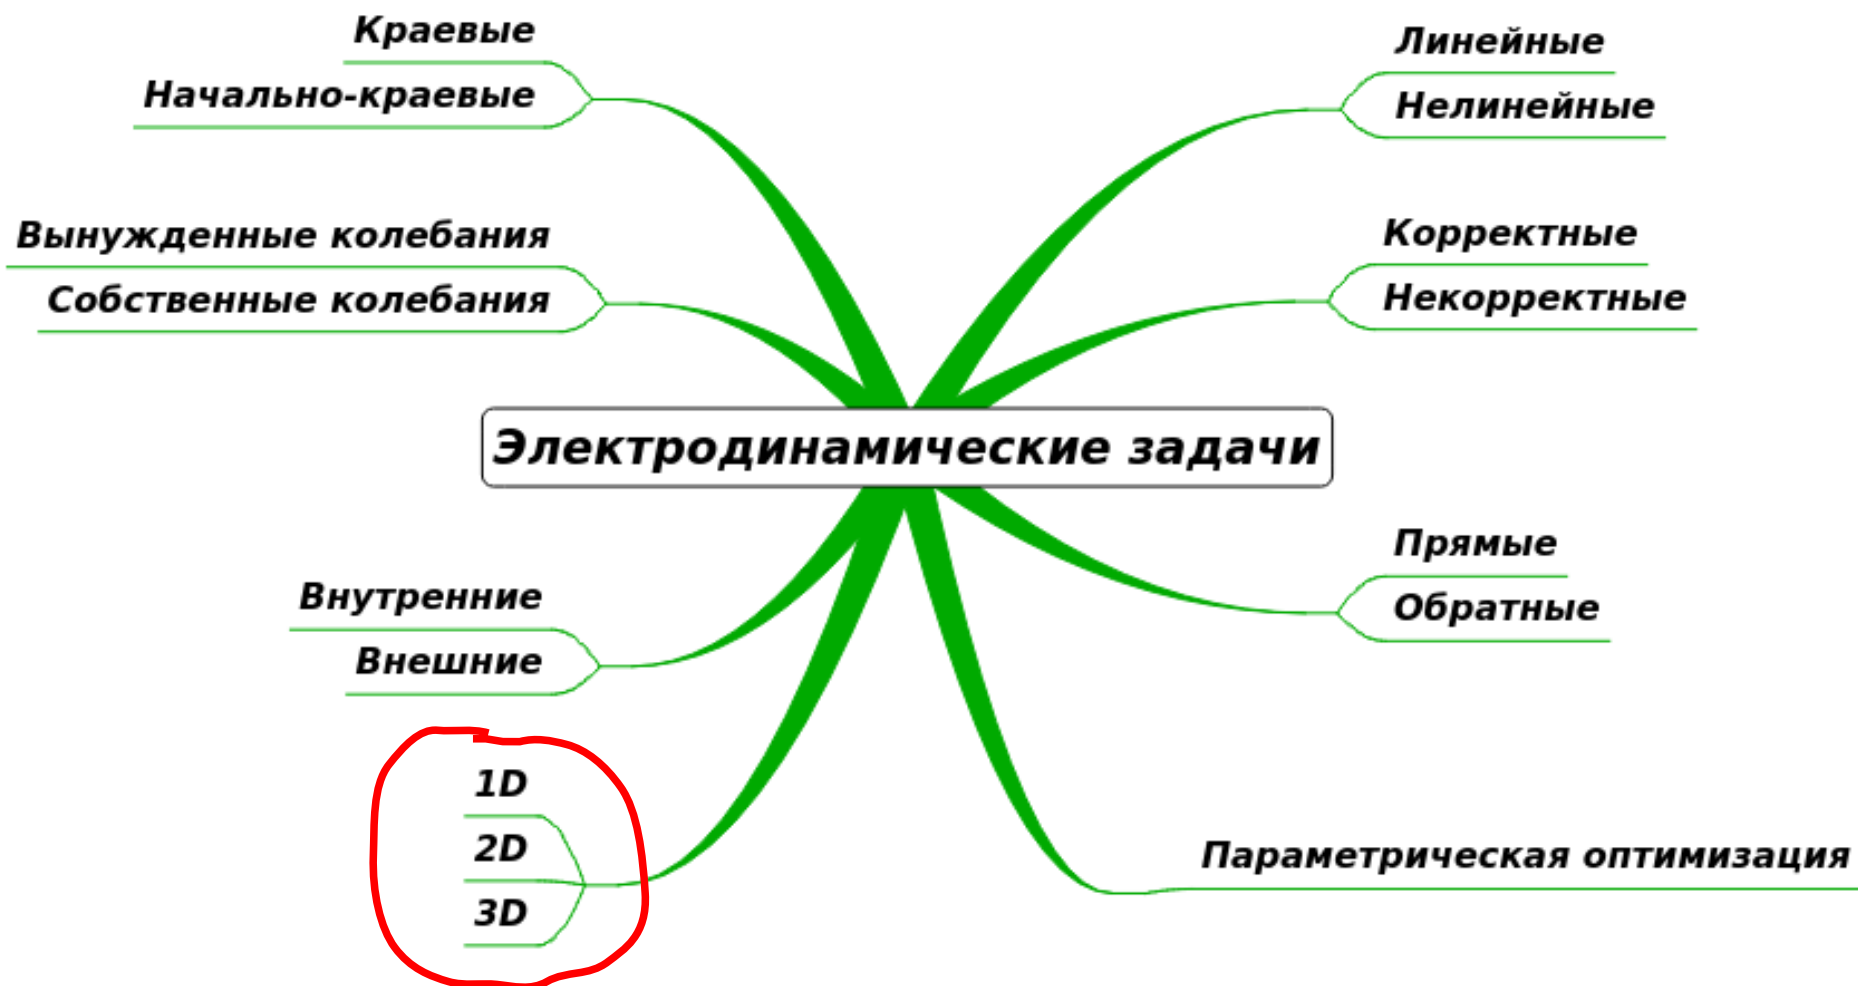 Краевые
Начально-краевые
Вынужденные колебания
Собственные колебания
Линейные
Нелинейные
Корректные
Некорректные
Электродинамические задачи
Внутренние
Внешние
1D
2D
3D
Прямые
Обратные
Параметрическая оптимизация